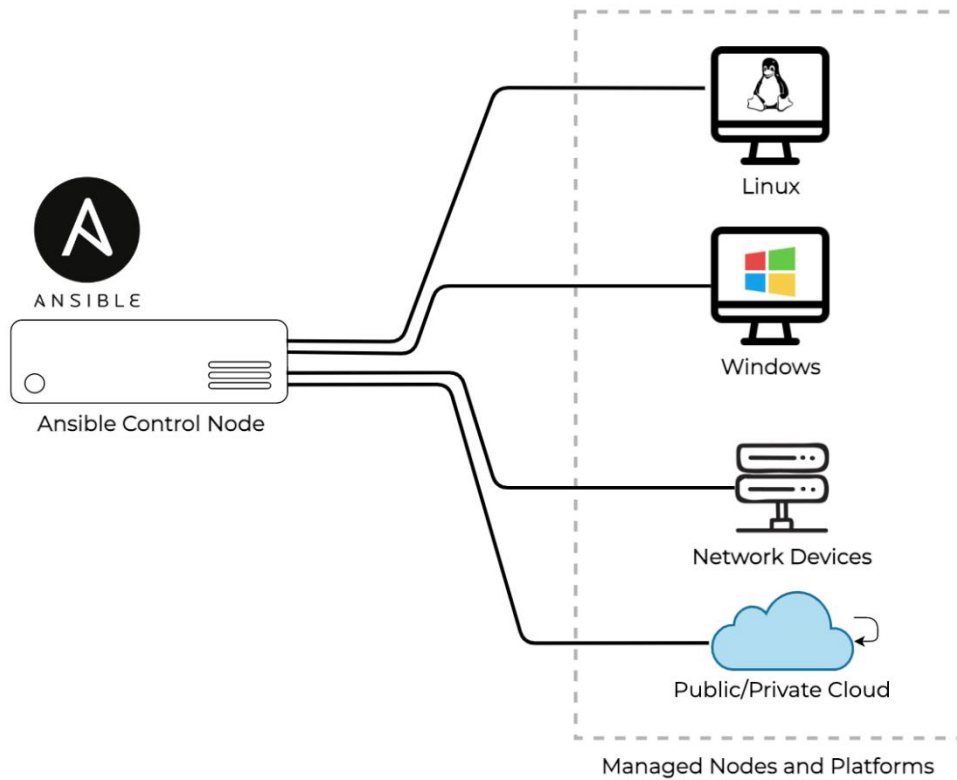 ANSIBLE
Ansible Control Node
Linux
Windows
Network Devices
Public/Private Cloud
Managed Nodes and Platforms